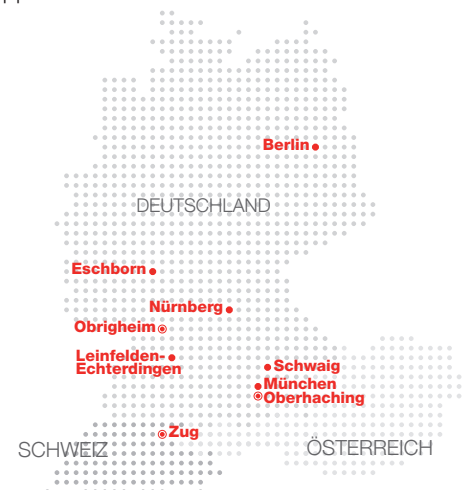 Berlin
DEUTSCHLAND
Eschborn
Nürnberg
Obrigheim
Leinfelden-
Echterdingen
Schwaig
München
Oberhaching
Zug
SCHWEIZ
ÖSTERREICH